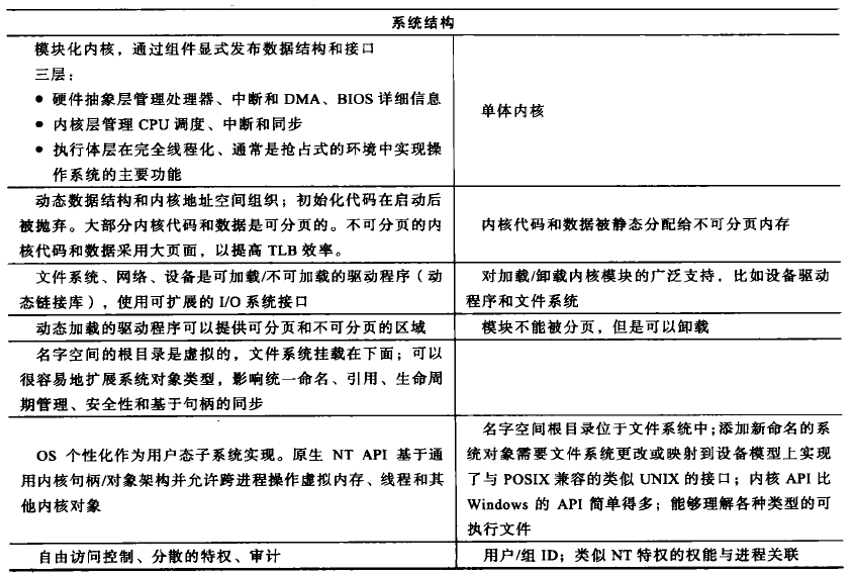 系统结构
模块化内核，通过组件显式发布数据结构和接口
三层：
● 硬件抽象层管理处理器、中断和 DMA、BIOS 详细信息
● 内核层管理 CPU 调度、中断和同步
● 执行体层在完全线程化、通常是抢占式的环境中实现操
作系统的主要功能
单体内核
动态数据结构和内核地址空间组织；初始化代码在启动后
被抛弃。大部分内核代码和数据是可分页的。不可分页的内
核代码和数据采用大页面，以提高 TLB 效率。
内核代码和数据被静态分配给不可分页内存
文件系统、网络、设备是可加载/不可加载的驱动程序（动
态链接库），使用可扩展的 I/O 系统接口
对加载/卸载内核模块的广泛支持，比如设备驱动
程序和文件系统
动态加载的驱动程序可以提供可分页和不可分页的区域
模块不能被分页，但是可以卸载
名字空间的根目录是虚拟的，文件系统挂载在下面；可以
很容易地扩展系统对象类型，影响统一命名、引用、生命周
期管理、安全性和基于句柄的同步
OS 个性化作为用户态子系统实现。原生 NT API 基于通
用内核句柄/对象架构并允许跨进程操作虚拟内存、线程和其
他内核对象
名字空间根目录位于文件系统中；添加新命名的系
统对象需要文件系统更改或映射到设备模型上实现
了与 POSIX 兼容的类似 UNIX 的接口；内核 API 比
Windows 的 API 简单得多；能够理解各种类型的可
执行文件
自由访问控制、分散的特权、审计
用户/组 ID；类似 NT 特权的权能与进程关联